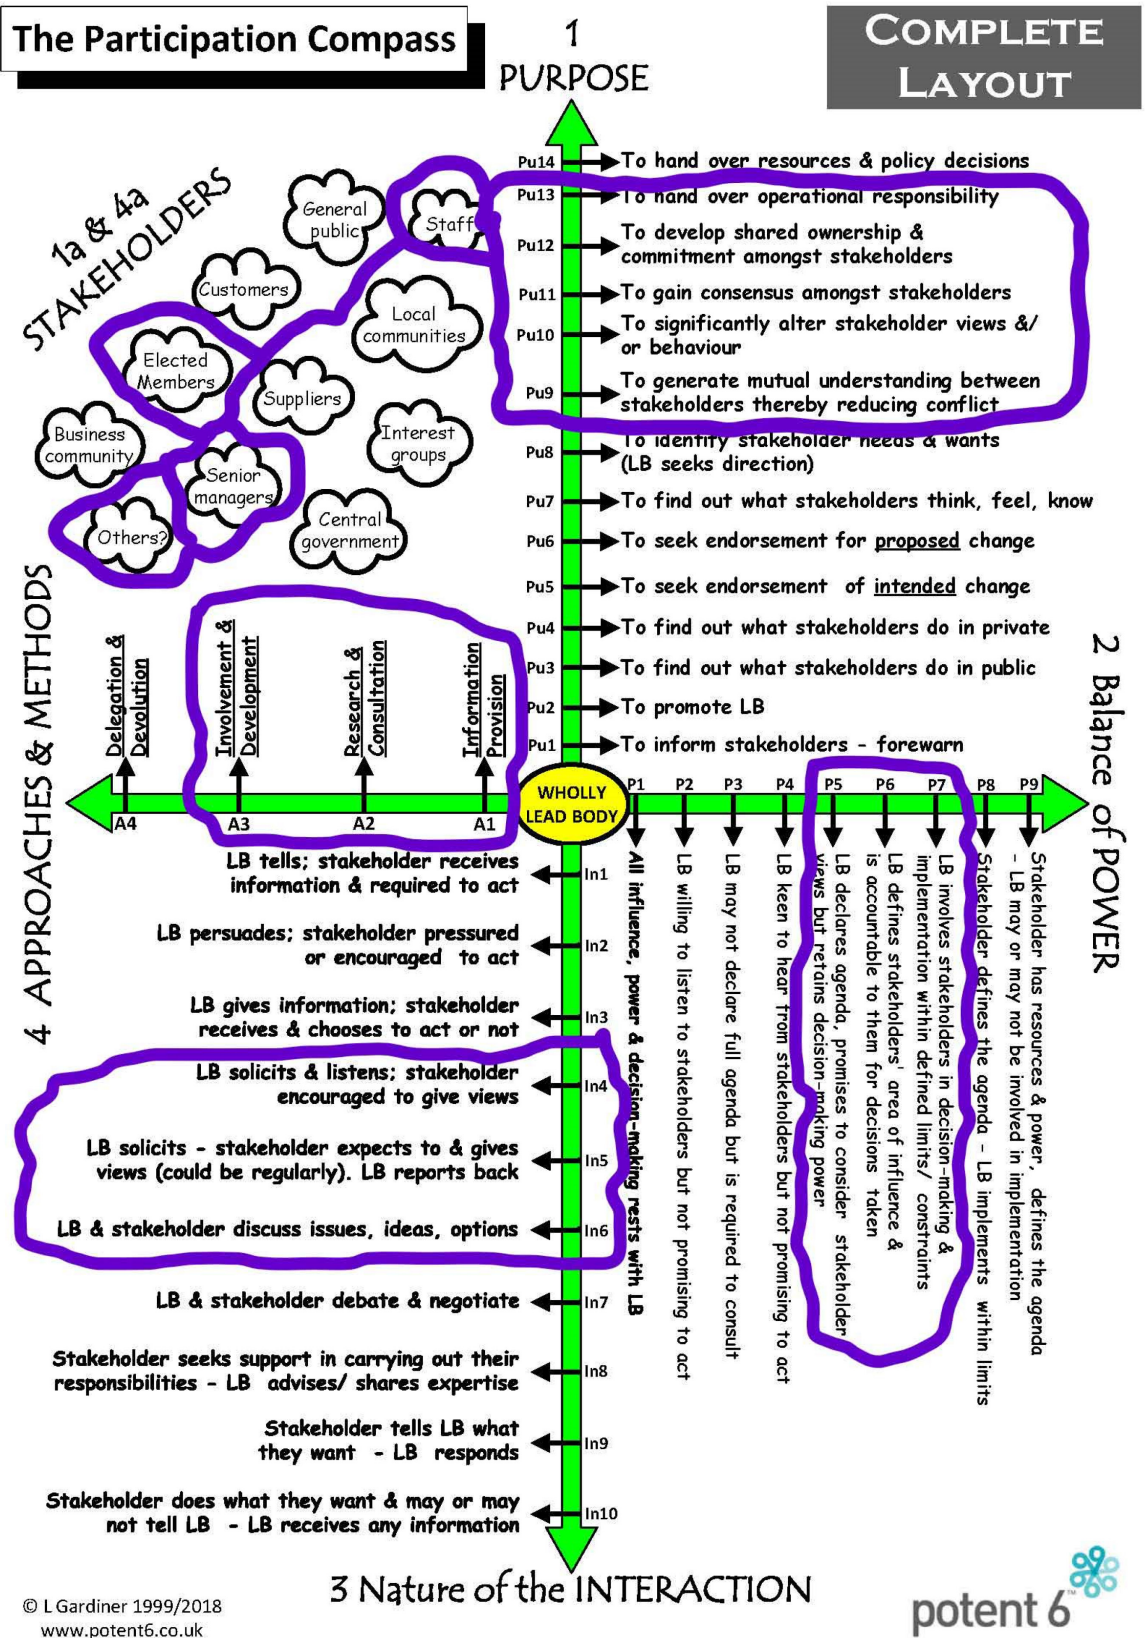 The Participation Compass
1
PURPOSE
COMPLETE
LAYOUT
1a & 4a
STAKEHOLDERS
General
public
Staff
Customers
Local
communities
Elected
Members
Suppliers
Business
community
Interest
groups
Senior
managers
Others?
Central
government
Pu14
To hand over resources & policy decisions
Pu13
To hand over operational responsibility
Pu12
To develop shared ownership &
commitment amongst stakeholders
Pu11
To gain consensus amongst stakeholders
Pu10
To significantly alter stakeholder views &/
or behaviour
Pu9
To generate mutual understanding between
stakeholders thereby reducing conflict
Pu8
To identify stakeholder needs & wants
(LB seeks direction)
Pu7
To find out what stakeholders think, feel, know
Pu6
To seek endorsement for proposed change
Pu5
To seek endorsement of intended change
Pu4
To find out what stakeholders do in private
Pu3
To find out what stakeholders do in public
Pu2
To promote LB
Pu1
To inform stakeholders - forewarn
4 APPROACHES & METHODS
Delegation &
Devolution
Involvement &
Development
Research &
Consultation
Information
Provision
A4
A3
A2
A1
WHOLLY
LEAD BODY
2 Balance of POWER
P1
P2
P3
P4
P5
P6
P7
P8
P9
All influence, power & decision-making rests with LB
LB willing to listen to stakeholders but not promising to act
LB may not declare full agenda but is required to consult
LB keen to hear from stakeholders but not promising to act
LB declares agenda, promises to consider stakeholder
views but retains decision-making power
LB defines stakeholders' area of influence &
is accountable to them for decisions taken
LB involves stakeholders in decision-making &
implementation within defined limits/ constraints
Stakeholder defines the agenda - LB implements within limits
Stakeholder has resources & power, defines the agenda
- LB may or may not be involved in implementation
LB tells; stakeholder receives
information & required to act
In1
LB persuades; stakeholder pressured
or encouraged to act
In2
LB gives information; stakeholder
receives & chooses to act or not
In3
LB solicits & listens; stakeholder
encouraged to give views
In4
LB solicits - stakeholder expects to & gives
views (could be regularly). LB reports back
In5
LB & stakeholder discuss issues, ideas, options
In6
LB & stakeholder debate & negotiate
In7
Stakeholder seeks support in carrying out their
responsibilities - LB advises/ shares expertise
In8
Stakeholder tells LB what
they want - LB responds
In9
Stakeholder does what they want & may or may
not tell LB - LB receives any information
In10
3 Nature of the INTERACTION
© L Gardiner 1999/2018
www.potent6.co.uk
potent 6™